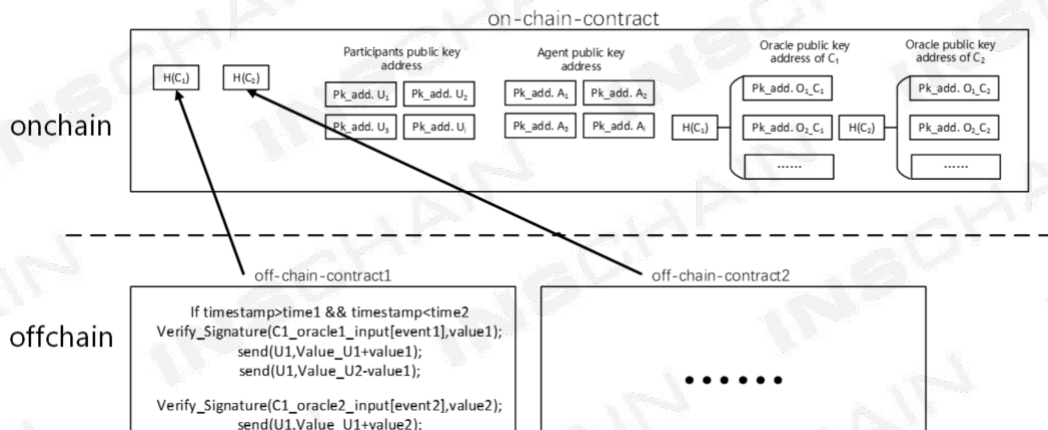 on-chain-contract
onchain
H(C₁)
H(C₂)
Participants public key
address
Pk_add. U₁
Pk_add. U₂
Pk_add. U₃
Pk_add. Uᵢ
Agent public key
address
Pk_add. A₁
Pk_add. A₂
Pk_add. A₃
Pk_add. Aᵢ
Oracle public key
address of C₁
H(C₁)
Pk_add. O₁_C₁
Pk_add. O₂_C₁
......
Oracle public key
address of C₂
H(C₂)
Pk_add. O₁_C₂
Pk_add. O₂_C₂
......
offchain
off-chain-contract1
If timestamp>time1 && timestamp<time2
Verify_Signature(C1_oracle1_input[event1],value1);
send(U1,Value_U1+value1);
send(U1,Value_U2-value1);
Verify_Signature(C1_oracle2_input[event2],value2);
send(U1,Value_U1+value2);
off-chain-contract2
......
INSCHAIN